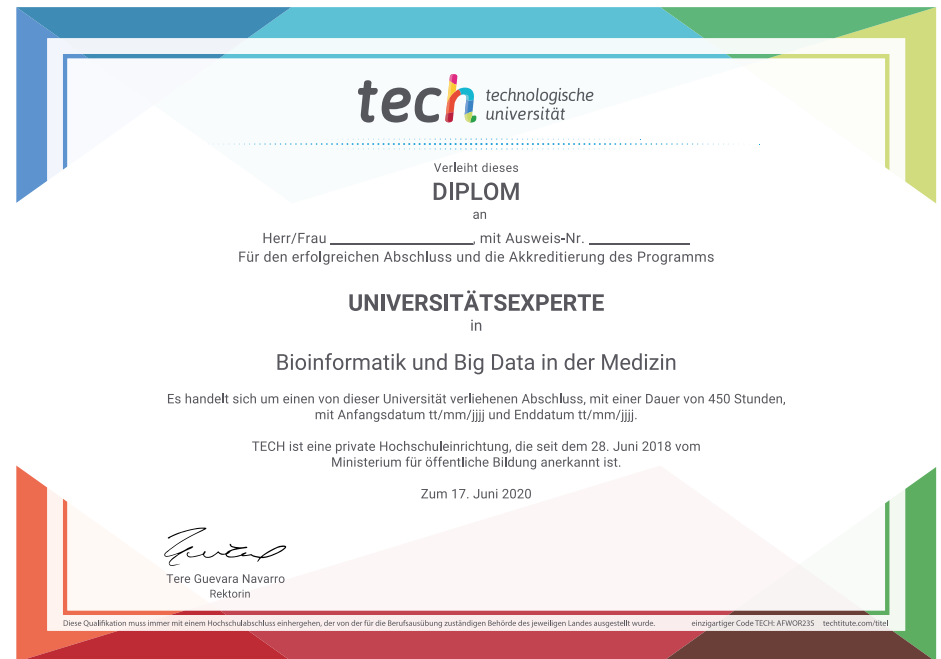 tech technologische
universität
Verleiht dieses
DIPLOM
an
Herr/Frau ________________, mit Ausweis-Nr. ____________
Für den erfolgreichen Abschluss und die Akkreditierung des Programms
UNIVERSITÄTSEXPERTE
in
Bioinformatik und Big Data in der Medizin
Es handelt sich um einen von dieser Universität verliehenen Abschluss, mit einer Dauer von 450 Stunden,
mit Anfangsdatum tt/mm/jjjj und Enddatum tt/mm/jjjj.
TECH ist eine private Hochschuleinrichtung, die seit dem 28. Juni 2018 vom
Ministerium für öffentliche Bildung anerkannt ist.
Zum 17. Juni 2020
Tere Guevara Navarro
Rektorin
Diese Qualifikation muss immer mit einem Hochschulabschluss einhergehen, der von der für die Berufsausübung zuständigen Behörde des jeweiligen Landes ausgestellt wurde. einzigartiger Code TECH: AFWOR23S techtitute.com/titel